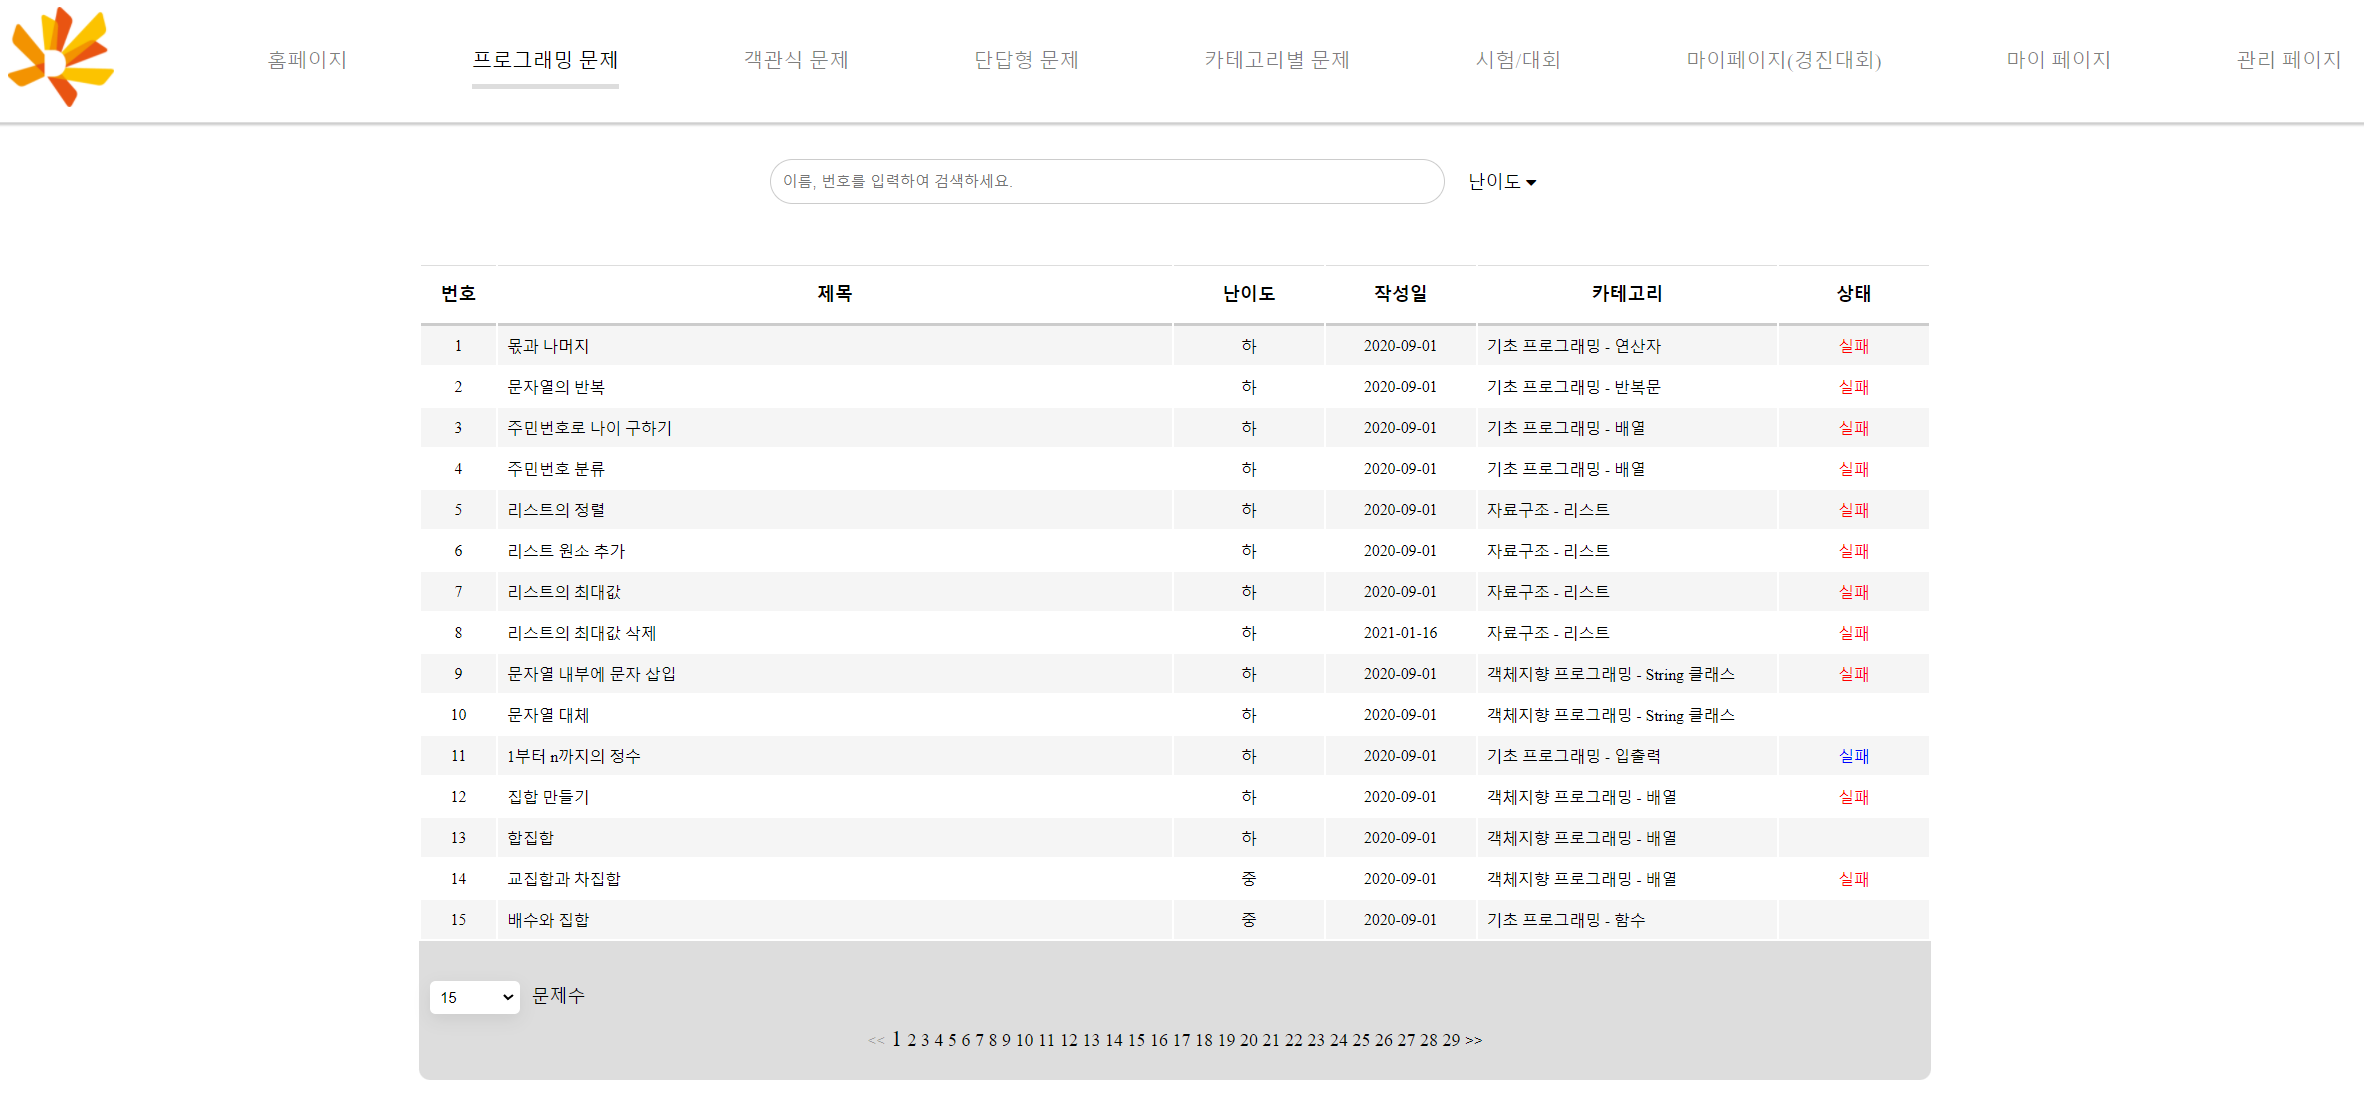 홈페이지 프로그래밍 문제 객관식 문제 단답형 문제 카테고리별 문제 시험/대회 마이페이지(경진대회) 마이 페이지 관리 페이지
이름, 번호를 입력하여 검색하세요. 난이도
번호 제목 난이도 작성일 카테고리 상태
1 몫과 나머지 하 2020-09-01 기초 프로그래밍 - 연산자 실패
2 문자열의 반복 하 2020-09-01 기초 프로그래밍 - 반복문 실패
3 주민번호로 나이 구하기 하 2020-09-01 기초 프로그래밍 - 배열 실패
4 주민번호 분류 하 2020-09-01 기초 프로그래밍 - 배열 실패
5 리스트의 정렬 하 2020-09-01 자료구조 - 리스트 실패
6 리스트 원소 추가 하 2020-09-01 자료구조 - 리스트 실패
7 리스트의 최대값 하 2020-09-01 자료구조 - 리스트 실패
8 리스트의 최대값 삭제 하 2021-01-16 자료구조 - 리스트 실패
9 문자열 내부에 문자 삽입 하 2020-09-01 객체지향 프로그래밍 - String 클래스 실패
10 문자열 대체 하 2020-09-01 객체지향 프로그래밍 - String 클래스
11 1부터 n까지의 정수 하 2020-09-01 기초 프로그래밍 - 입출력 실패
12 집합 만들기 하 2020-09-01 객체지향 프로그래밍 - 배열 실패
13 합집합 하 2020-09-01 객체지향 프로그래밍 - 배열
14 교집합과 차집합 중 2020-09-01 객체지향 프로그래밍 - 배열 실패
15 배수와 집합 중 2020-09-01 기초 프로그래밍 - 함수
15 문제수
<< 1 2 3 4 5 6 7 8 9 10 11 12 13 14 15 16 17 18 19 20 21 22 23 24 25 26 27 28 29 >>